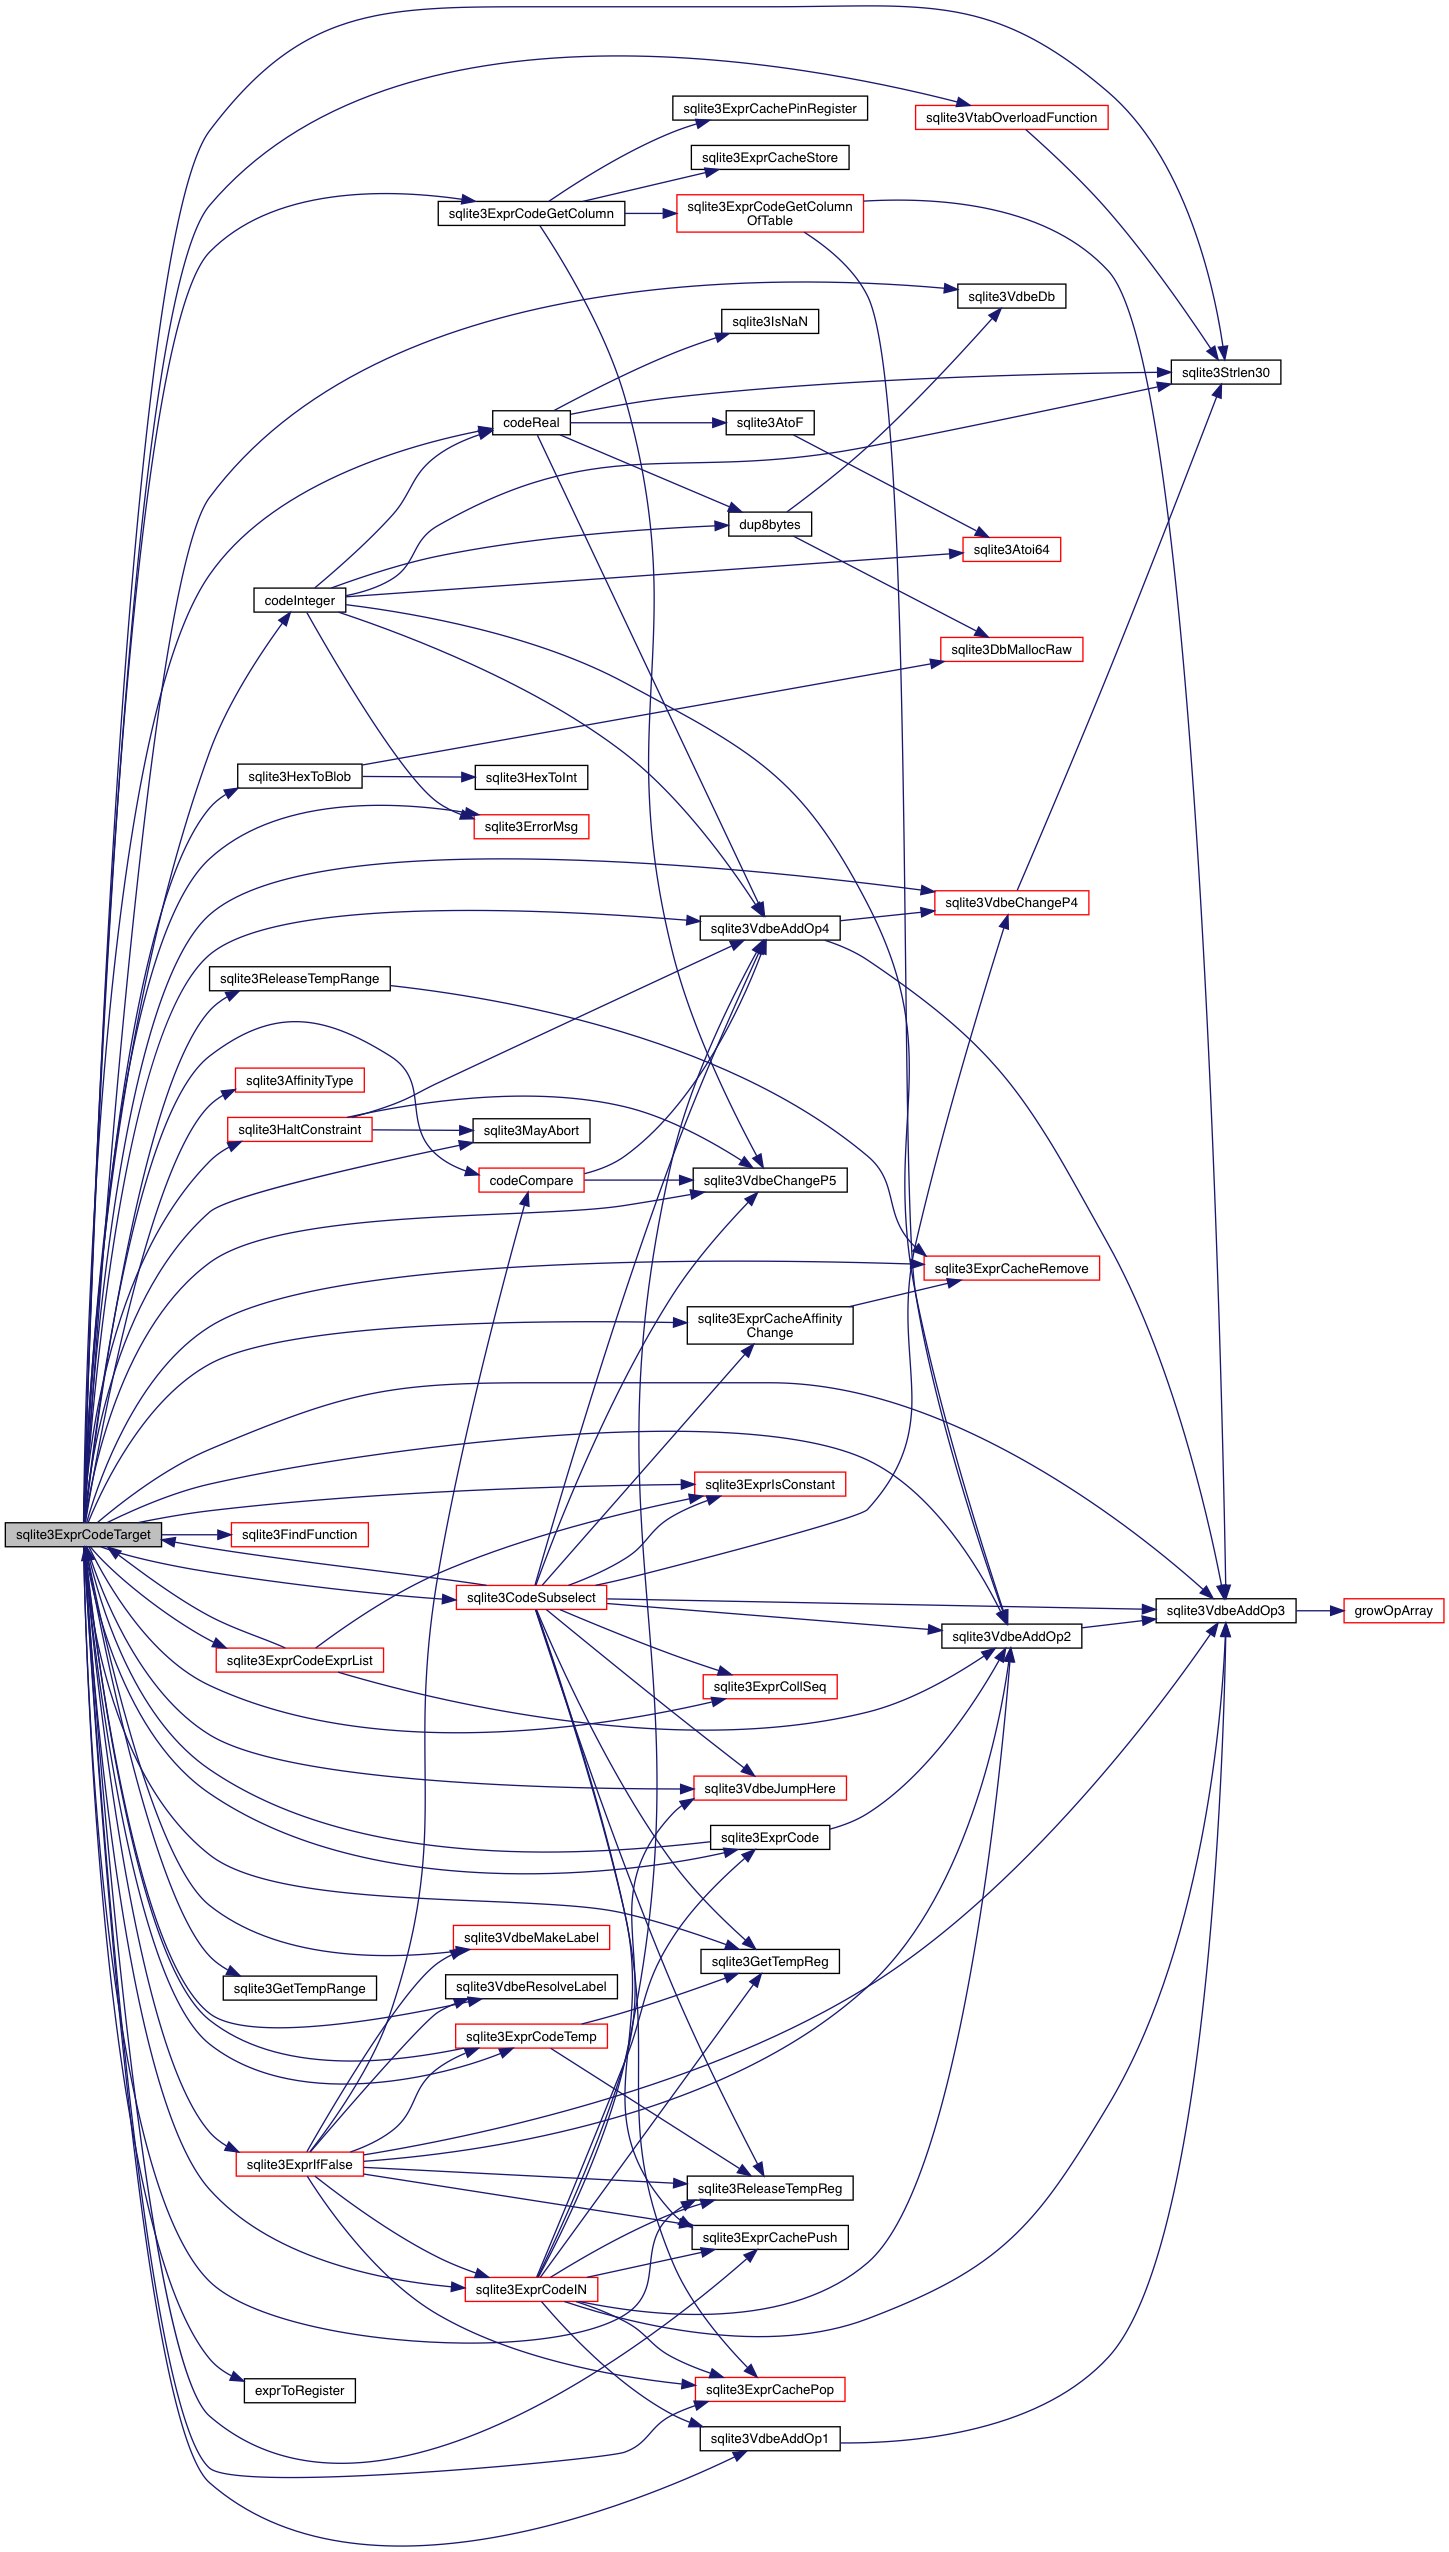 sqlite3ExprCachePinRegister
sqlite3VtabOverloadFunction
sqlite3ExprCacheStore
sqlite3ExprCodeGetColumn
sqlite3ExprCodeGetColumn
OfTable
sqlite3VdbeDb
sqlite3IsNaN
sqlite3Strlen30
codeReal
sqlite3AtoF
dup8bytes
sqlite3Atoi64
codeInteger
sqlite3DbMallocRaw
sqlite3HexToBlob
sqlite3HexToInt
sqlite3ErrorMsg
sqlite3VdbeChangeP4
sqlite3VdbeAddOp4
sqlite3ReleaseTempRange
sqlite3AffinityType
sqlite3HaltConstraint
sqlite3MayAbort
codeCompare
sqlite3VdbeChangeP5
sqlite3ExprCacheRemove
sqlite3ExprCacheAffinity
Change
sqlite3ExprIsConstant
sqlite3ExprCodeTarget
sqlite3FindFunction
sqlite3CodeSubselect
sqlite3VdbeAddOp3
growOpArray
sqlite3VdbeAddOp2
sqlite3ExprCodeExprList
sqlite3ExprCollSeq
sqlite3VdbeJumpHere
sqlite3ExprCode
sqlite3VdbeMakeLabel
sqlite3GetTempReg
sqlite3GetTempRange
sqlite3VdbeResolveLabel
sqlite3ExprCodeTemp
sqlite3ExprIfFalse
sqlite3ReleaseTempReg
sqlite3ExprCachePush
sqlite3ExprCodeIN
exprToRegister
sqlite3ExprCachePop
sqlite3VdbeAddOp1